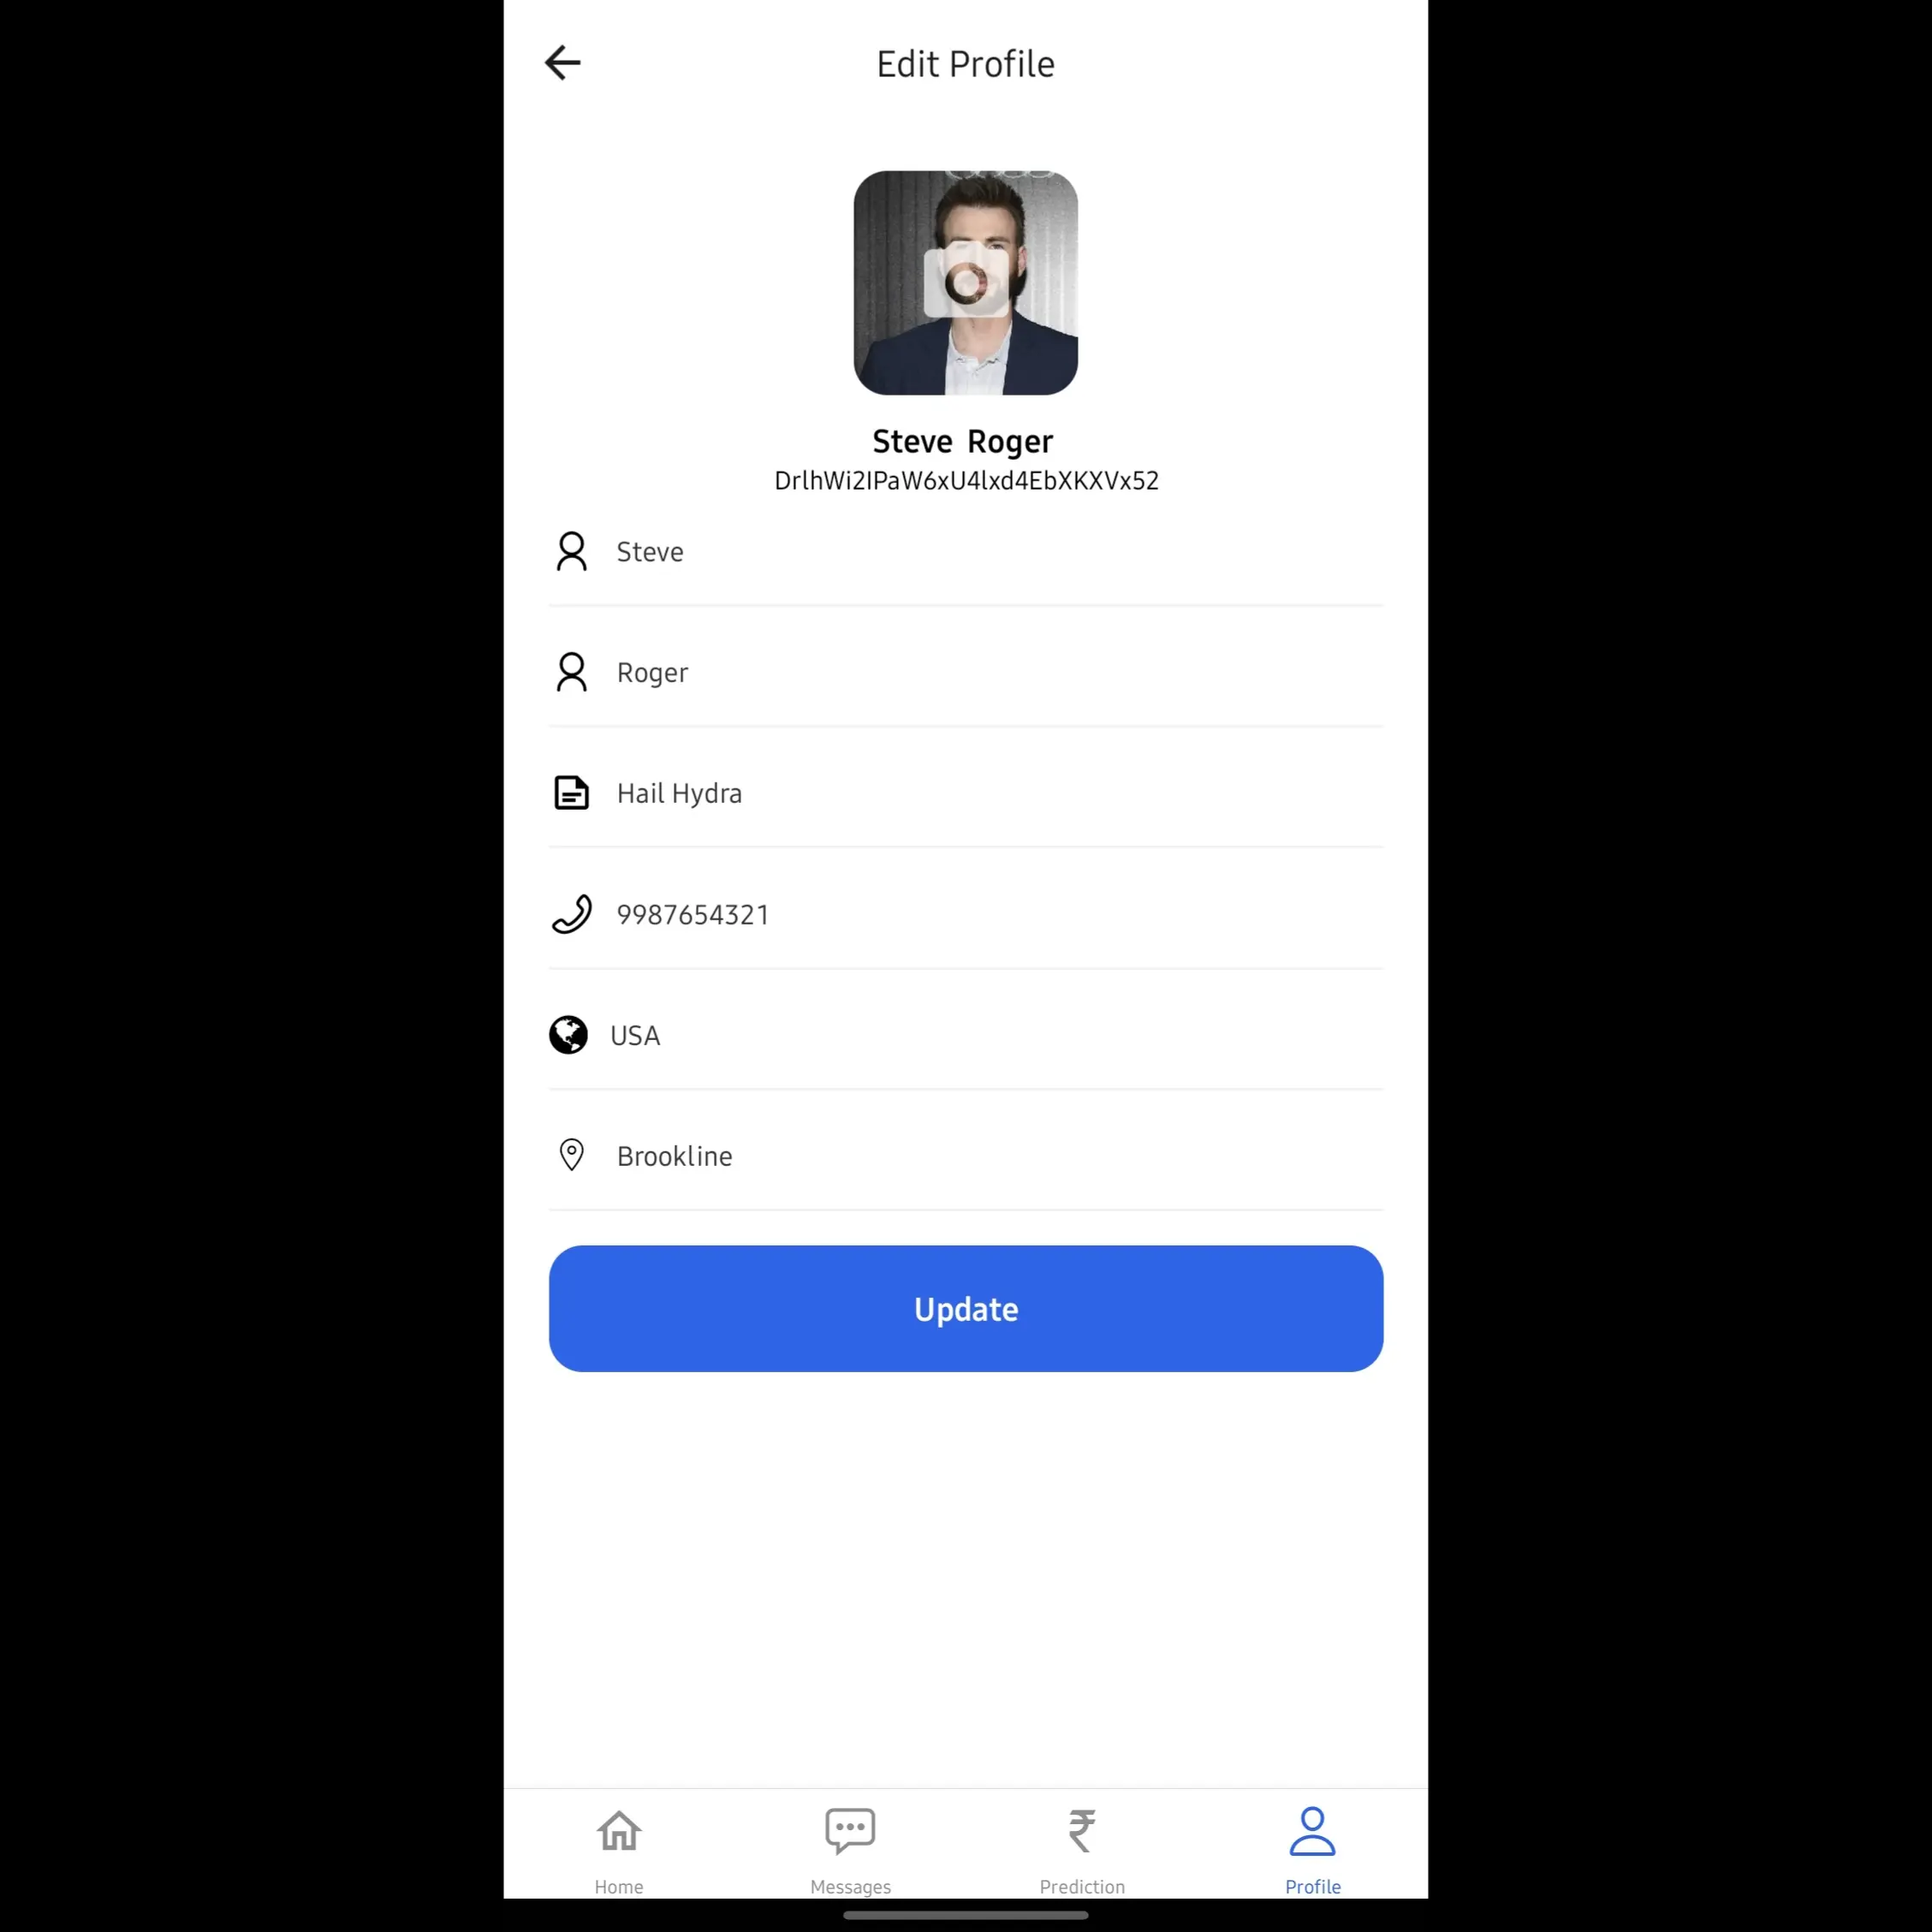 Edit Profile
Steve Roger
DrlhWi2IPaW6xU4lxd4EbXKXVx52
Steve
Roger
Hail Hydra
9987654321
USA
Brookline
Update
Home
Messages
Prediction
Profile